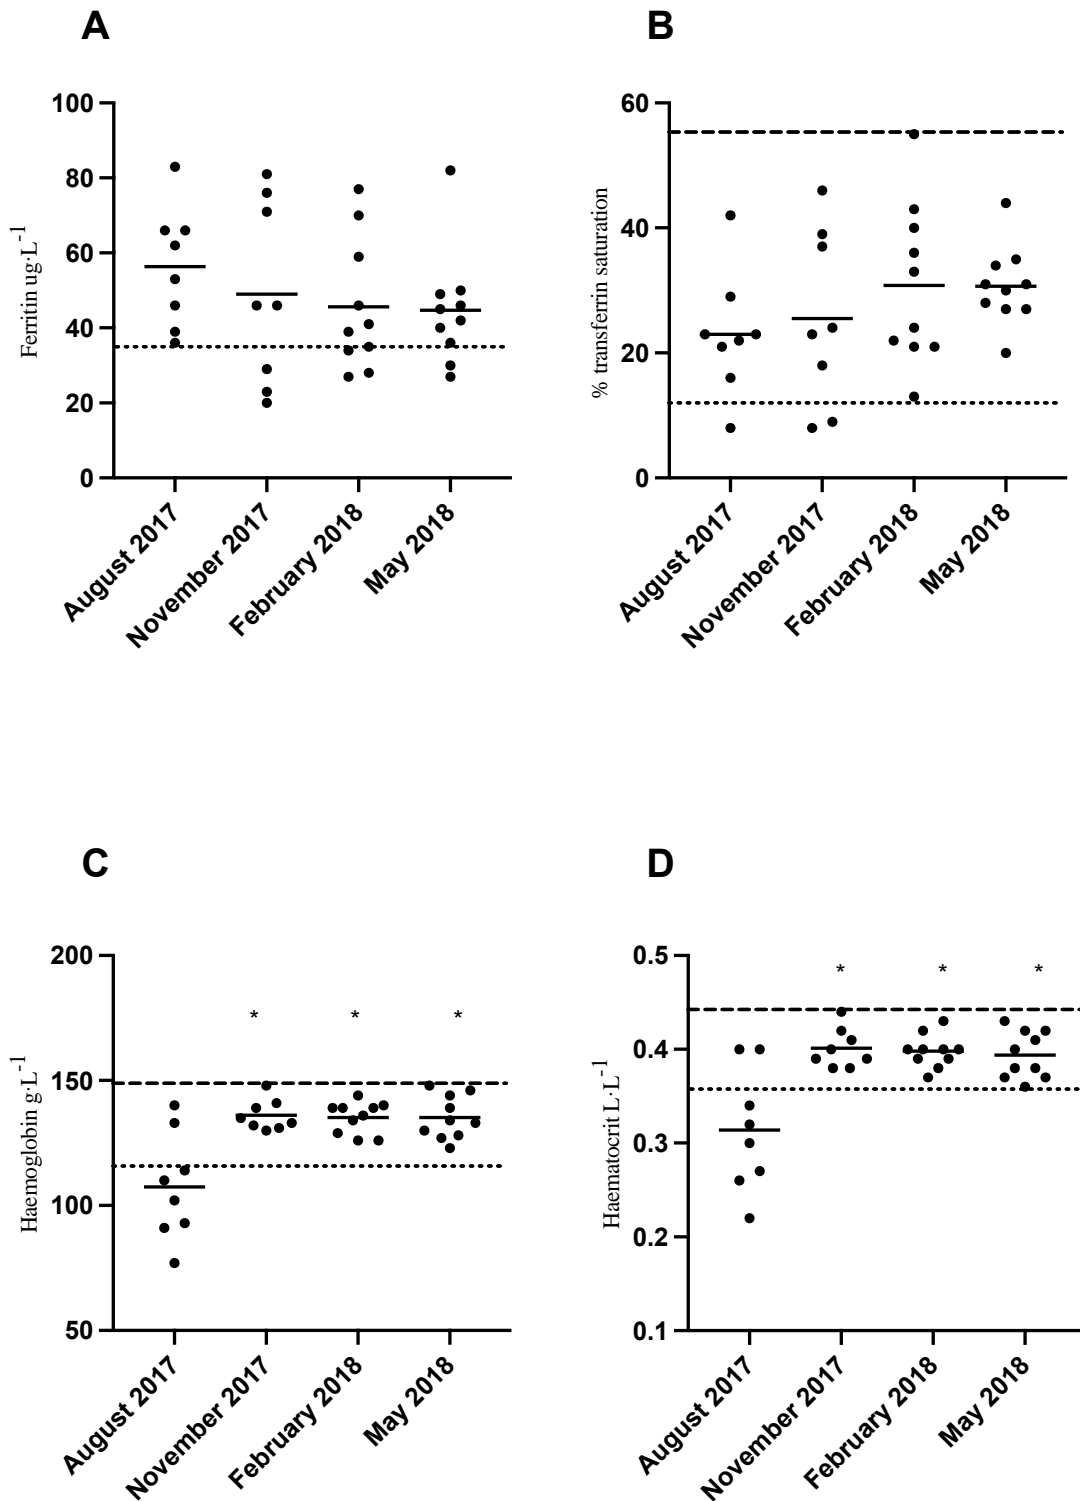 A
B
100
80
60
40
20
0
Ferritin ug·L-1
August 2017
November 2017
February 2018
May 2018
60
40
20
0
% transferrin saturation
August 2017
November 2017
February 2018
May 2018
C
D
200
150
100
50
Haemoglobin g·L-1
* * *
August 2017
November 2017
February 2018
May 2018
0.5
0.4
0.3
0.2
0.1
Haematocrit L·L-1
* * *
August 2017
November 2017
February 2018
May 2018